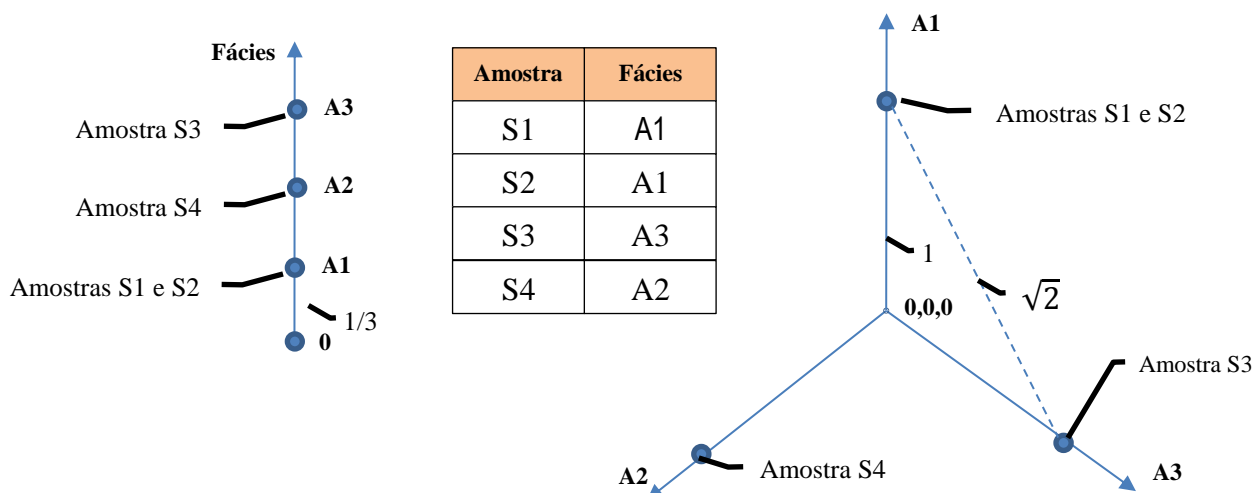 Fácies
A3
Amostra S3
A2
Amostra S4
A1
Amostras S1 e S2
1/3
0
Amostra Fácies
S1 A1
S2 A1
S3 A3
S4 A2
A1
Amostras S1 e S2
1
√2
0,0,0
Amostra S3
A2
Amostra S4
A3